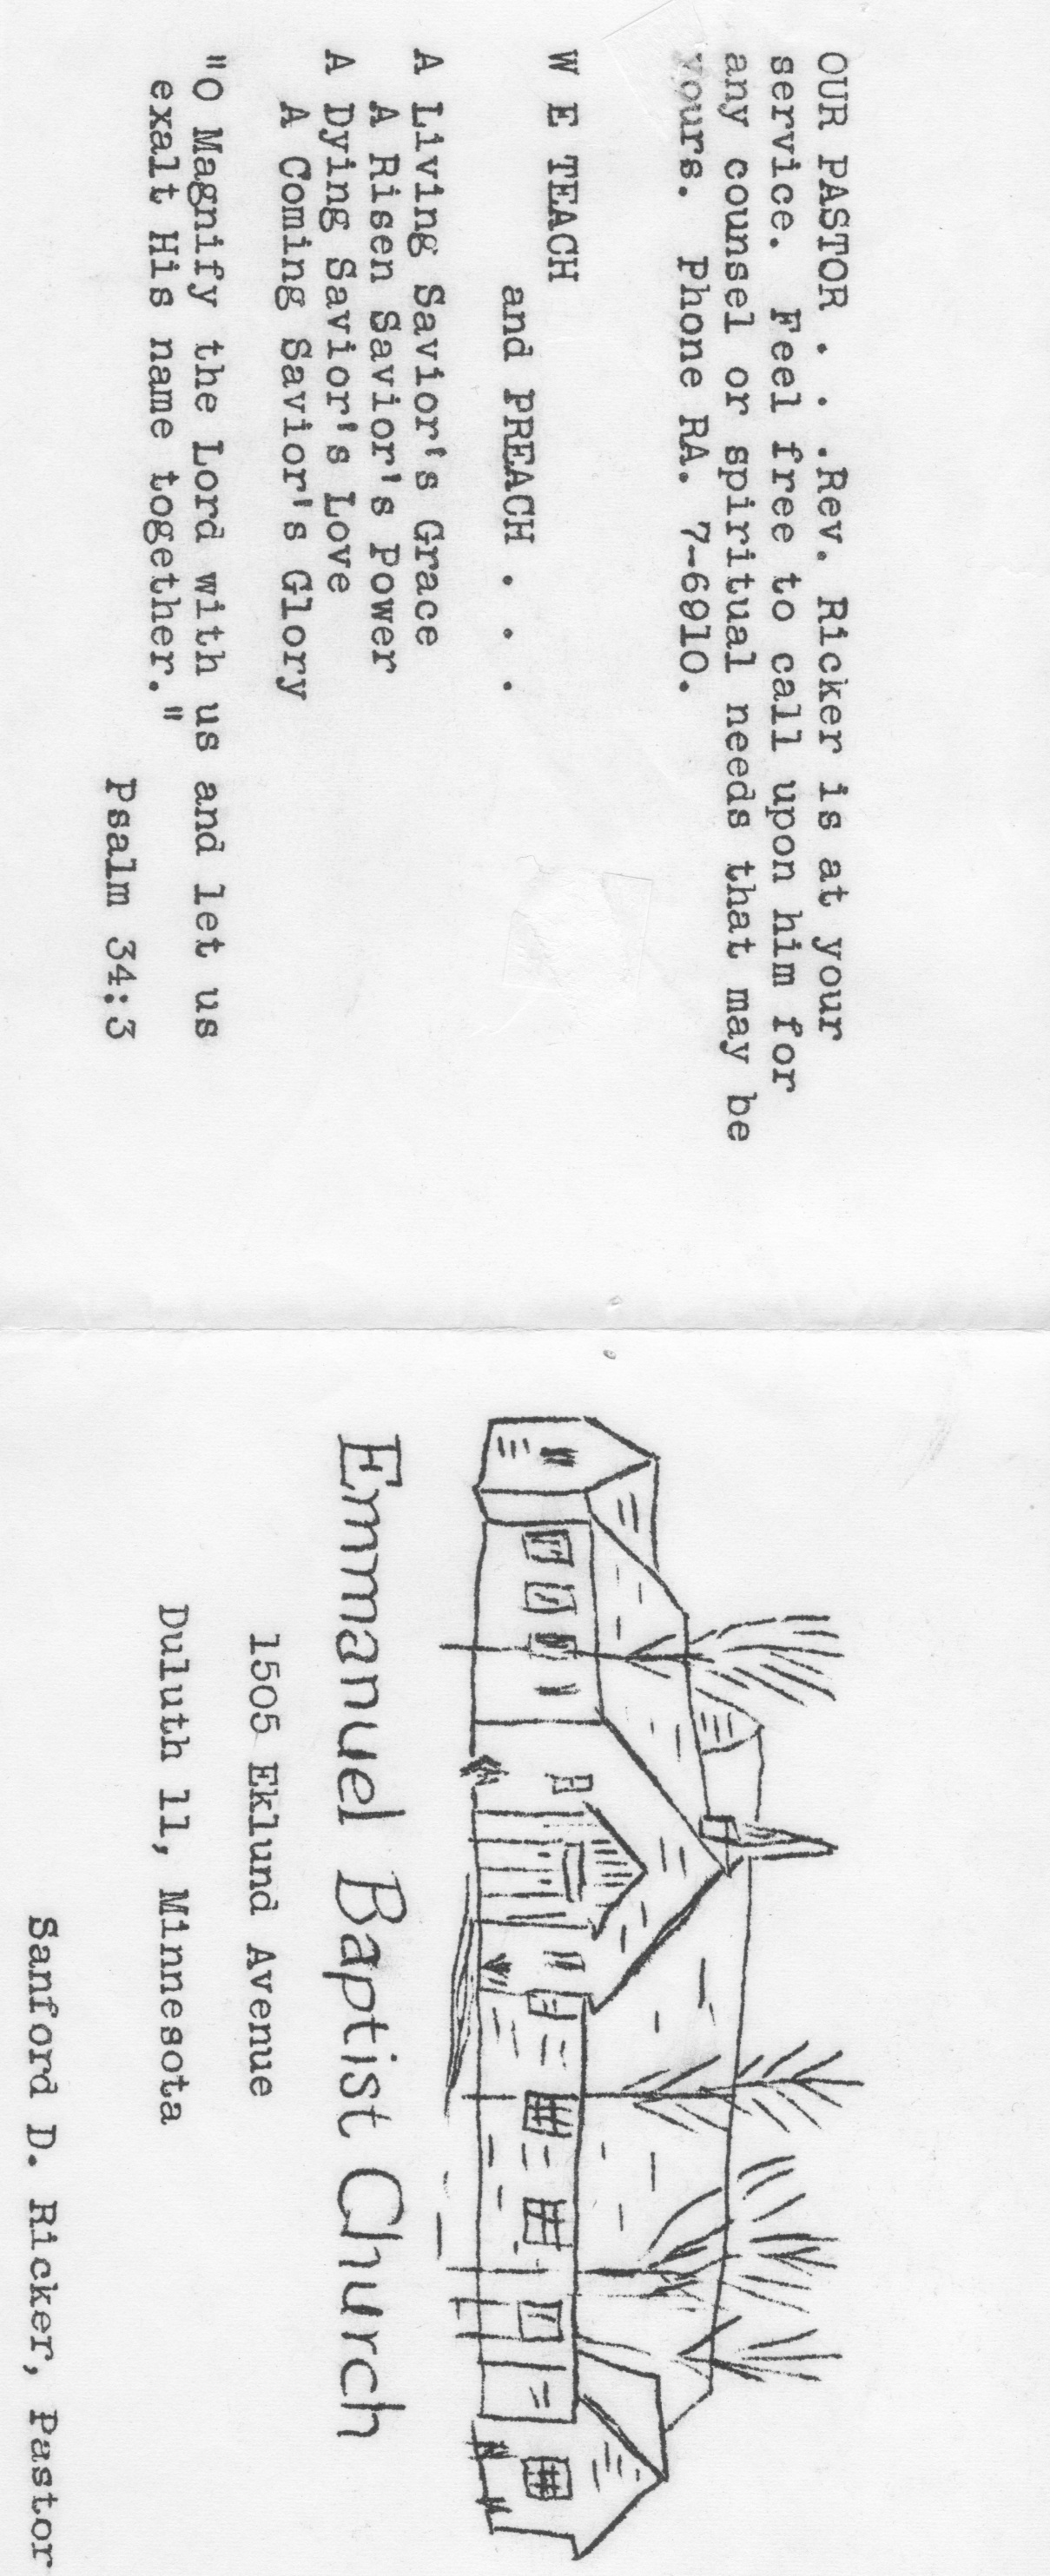 OUR PASTOR . . .Rev. Ricker is at your
service.  Feel free to call upon him for
any counsel or spiritual needs that may be
yours.  Phone RA. 7-6910.
W E TEACH
and PREACH . . .
A Living Savior's Grace
A Risen Savior's Power
A Dying Savior's Love
A Coming Savior's Glory
"O Magnify the Lord with us and let us
exalt His name together."
Psalm 34:3
Emmanuel Baptist Church
1505 Eklund Avenue
Duluth 11, Minnesota
Sanford D. Ricker, Pastor